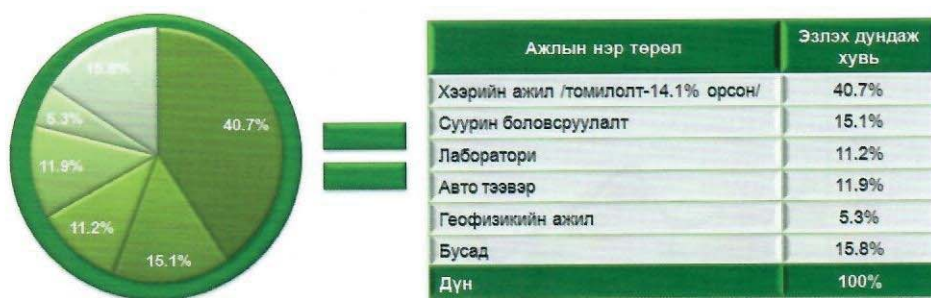 15.8%
5.3%
11.9%
11.2%
15.1%
40.7%
Ажлын нэр төрөл
Эзлэх дундаж
хувь
Хээрийн ажил /томилолт-14.1% орсон/
40.7%
Суурин боловсруулалт
15.1%
Лаборатори
11.2%
Авто тээвэр
11.9%
Геофизикийн ажил
5.3%
Бусад
15.8%
Дүн
100%